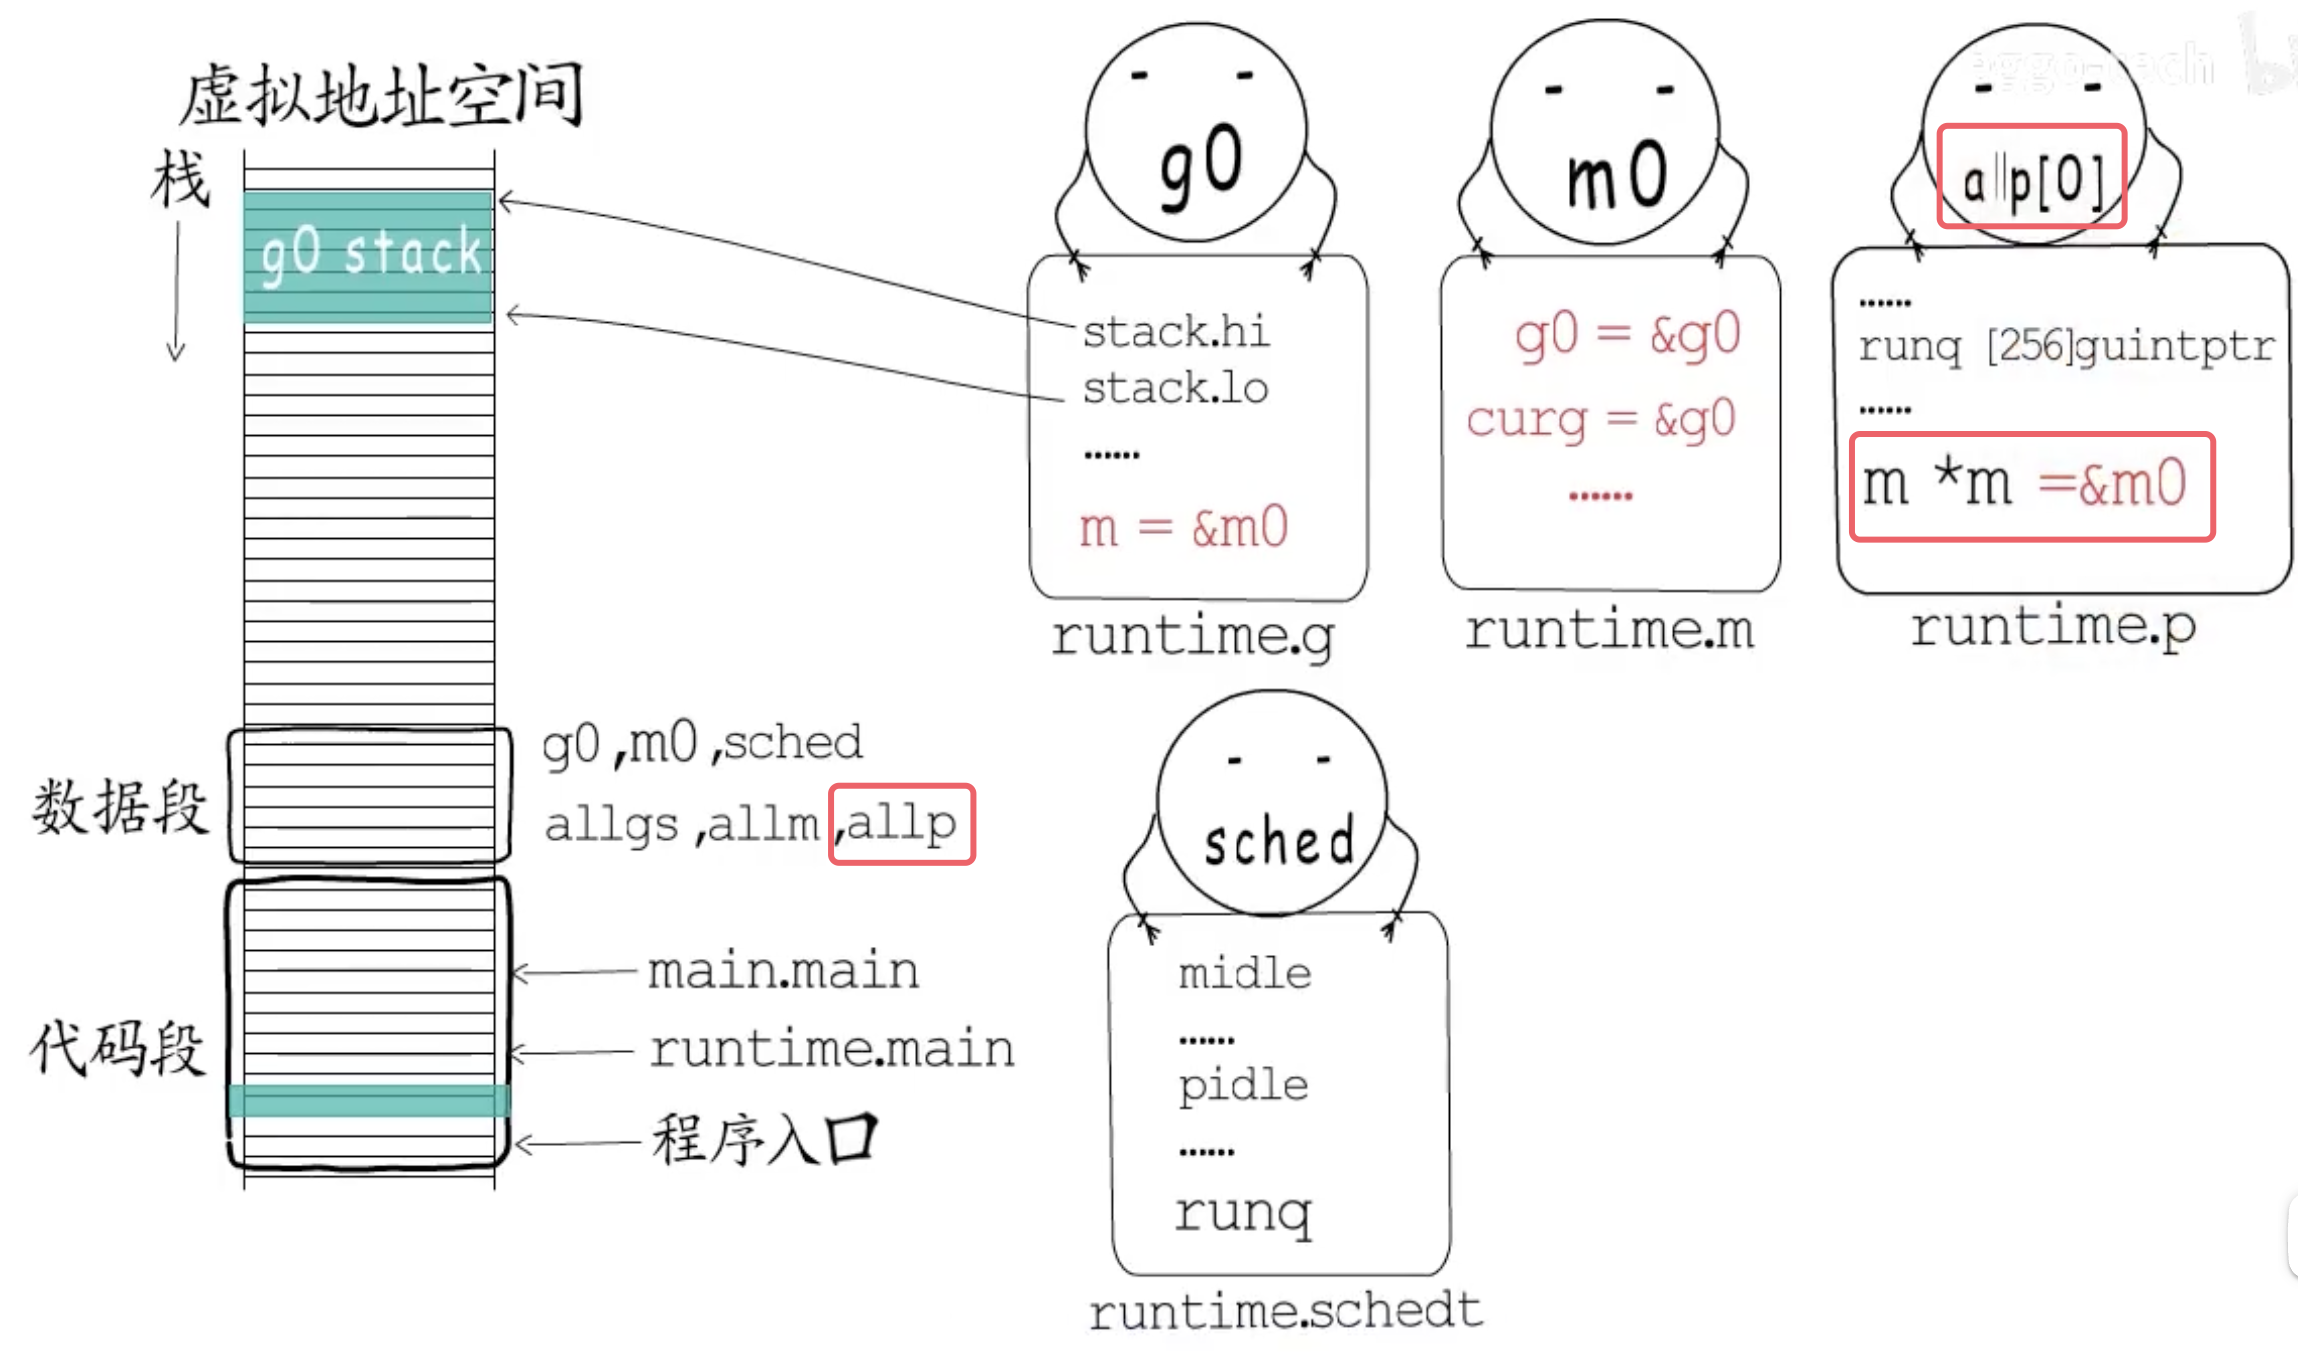 虚拟地址空间
栈
g0 stack
数据段
g0 ,m0 ,sched
allgs ,allm ,allp
代码段
main.main
runtime.main
程序入口
g0
stack.hi
stack.lo
......
m = &m0
runtime.g
m0
g0 = &g0
curg = &g0
......
runtime.m
allp[0]
......
runq [256]guintptr
......
m *m =&m0
runtime.p
sched
midle
......
pidle
......
runq
runtime.schedt